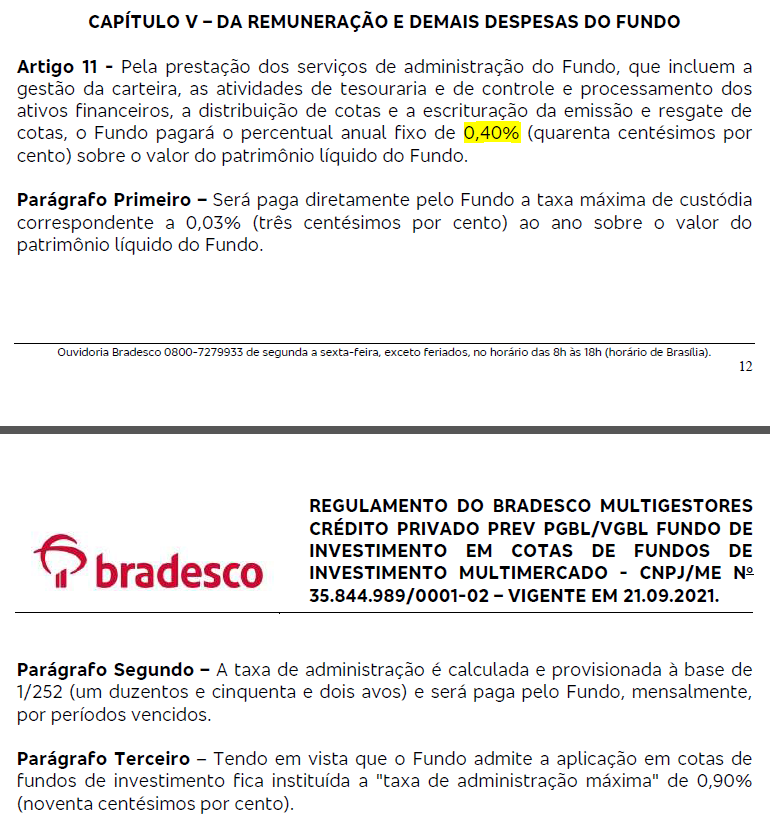 CAPÍTULO V – DA REMUNERAÇÃO E DEMAIS DESPESAS DO FUNDO
Artigo 11 - Pela prestação dos serviços de administração do Fundo, que incluem a
gestão da carteira, as atividades de tesouraria e de controle e processamento dos
ativos financeiros, a distribuição de cotas e a escrituração da emissão e resgate de
cotas, o Fundo pagará o percentual anual fixo de 0,40% (quarenta centésimos por
cento) sobre o valor do patrimônio líquido do Fundo.
Parágrafo Primeiro – Será paga diretamente pelo Fundo a taxa máxima de custódia
correspondente a 0,03% (três centésimos por cento) ao ano sobre o valor do
patrimônio líquido do Fundo.
Ouvidoria Bradesco 0800-7279933 de segunda a sexta-feira, exceto feriados, no horário das 8h às 18h (horário de Brasília).
12
bradesco
REGULAMENTO DO BRADESCO MULTIGESTORES
CRÉDITO PRIVADO PREV PGBL/VGBL FUNDO DE
INVESTIMENTO EM COTAS DE FUNDOS DE
INVESTIMENTO MULTIMERCADO - CNPJ/ME Nº
35.844.989/0001-02 – VIGENTE EM 21.09.2021.
Parágrafo Segundo – A taxa de administração é calculada e provisionada à base de
1/252 (um duzentos e cinquenta e dois avos) e será paga pelo Fundo, mensalmente,
por períodos vencidos.
Parágrafo Terceiro – Tendo em vista que o Fundo admite a aplicação em cotas de
fundos de investimento fica instituída a "taxa de administração máxima" de 0,90%
(noventa centésimos por cento).